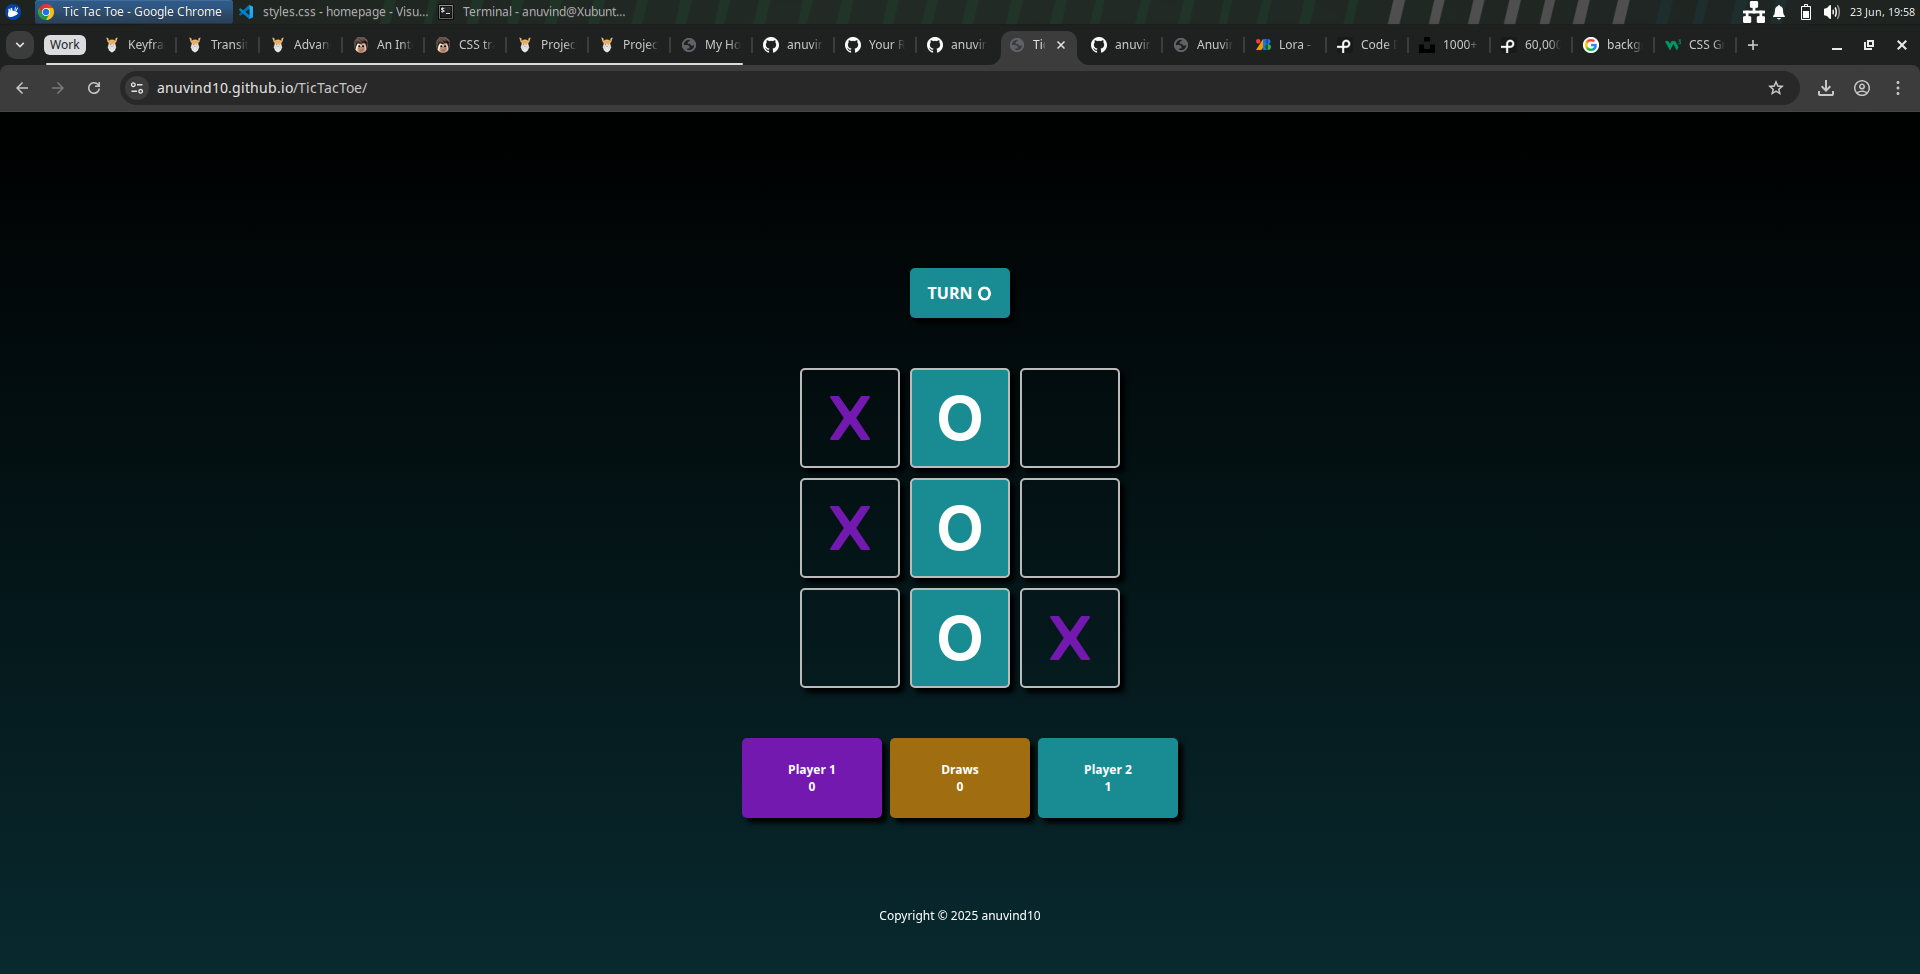 Tic Tac Toe - Google Chrome
styles.css - homepage - Visu...
Terminal - anuvind@Xubunt...
23 Jun, 19:58
Work
Keyfra
Transi
Advan
An Int
CSS tr
Projec
Projec
My Ho
anuvir
Your R
anuvir
Tic
anuvir
Anuvi
Lora -
Code
1000+
60,000
backg
CSS G
anuvind10.github.io/TicTacToe/
TURN O
X O
X O
O X
Player 1
0
Draws
0
Player 2
1
Copyright © 2025 anuvind10